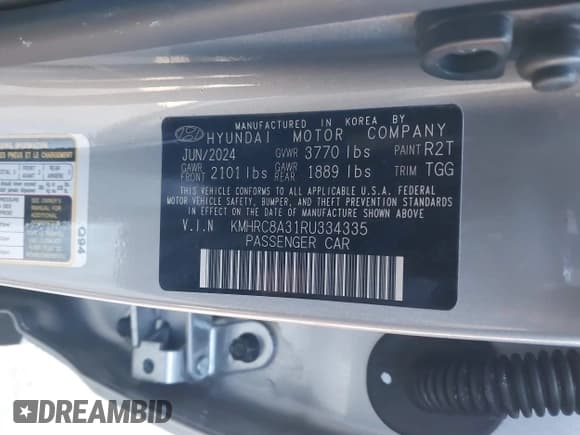 MANUFACTURED IN KOREA BY
HYUNDAI MOTOR COMPANY
JUN/2024 GVWR 3770 lbs PAINT R2T
GAWR FRONT 2101 lbs GAWR REAR 1889 lbs TRIM TGG
THIS VEHICLE CONFORMS TO ALL APPLICABLE U.S.A. FEDERAL
MOTOR VEHICLE SAFETY, BUMPER, AND THEFT PREVENTION STANDARDS
IN EFFECT ON THE DATE OF MANUFACTURE SHOWN ABOVE.
V.I.N KMHRC8A31RU334335
PASSENGER CAR
G94
DREAMBID